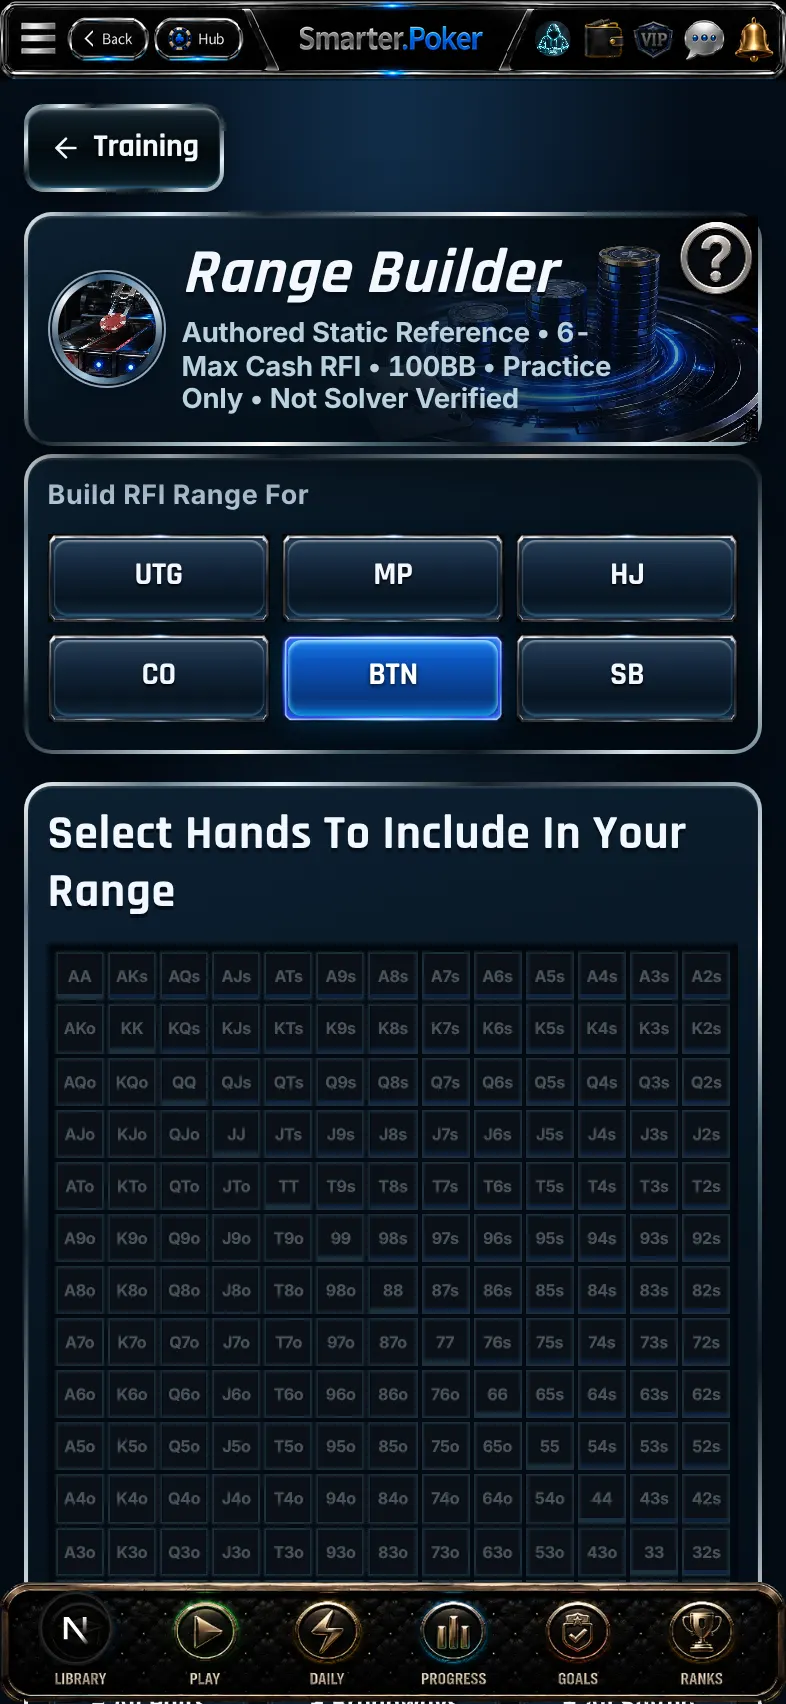 Back
Hub
Smarter.Poker
VIP
← Training
Range Builder
?
Authored Static Reference • 6-
Max Cash RFI • 100BB • Practice
Only • Not Solver Verified
Build RFI Range For
UTG MP HJ
CO BTN SB
Select Hands To Include In Your
Range
AA AKs AQs AJs ATs A9s A8s A7s A6s A5s A4s A3s A2s
AKo KK KQs KJs KTs K9s K8s K7s K6s K5s K4s K3s K2s
AQo KQo QQ QJs QTs Q9s Q8s Q7s Q6s Q5s Q4s Q3s Q2s
AJo KJo QJo JJ JTs J9s J8s J7s J6s J5s J4s J3s J2s
ATo KTo QTo JTo TT T9s T8s T7s T6s T5s T4s T3s T2s
A9o K9o Q9o J9o T9o 99 98s 97s 96s 95s 94s 93s 92s
A8o K8o Q8o J8o T8o 98o 88 87s 86s 85s 84s 83s 82s
A7o K7o Q7o J7o T7o 97o 87o 77 76s 75s 74s 73s 72s
A6o K6o Q6o J6o T6o 96o 86o 76o 66 65s 64s 63s 62s
A5o K5o Q5o J5o T5o 95o 85o 75o 65o 55 54s 53s 52s
A4o K4o Q4o J4o T4o 94o 84o 74o 64o 54o 44 43s 42s
A3o K3o Q3o J3o T3o 93o 83o 73o 63o 53o 43o 33 32s
N
LIBRARY PLAY DAILY PROGRESS GOALS RANKS